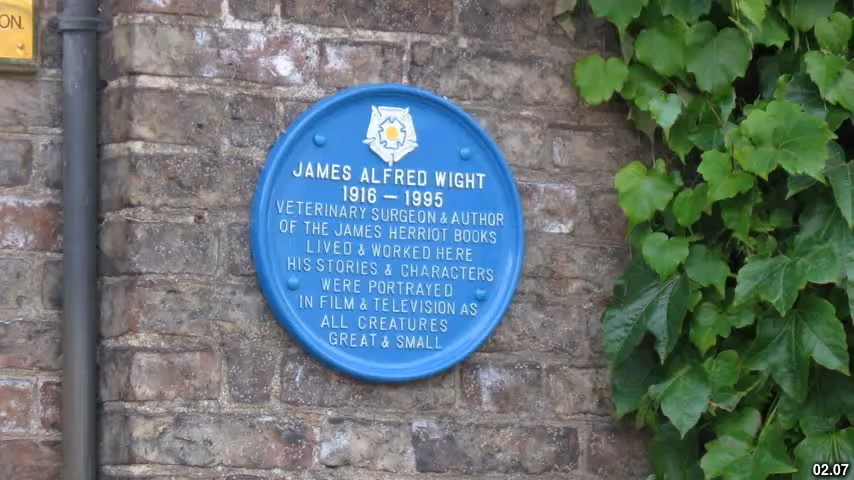 ON.
JAMES ALFRED WIGHT
1916 – 1995
VETERINARY SURGEON & AUTHOR
OF THE JAMES HERRIOT BOOKS
LIVED & WORKED HERE
HIS STORIES & CHARACTERS
WERE PORTRAYED
IN FILM & TELEVISION AS
ALL CREATURES
GREAT & SMALL
02.07